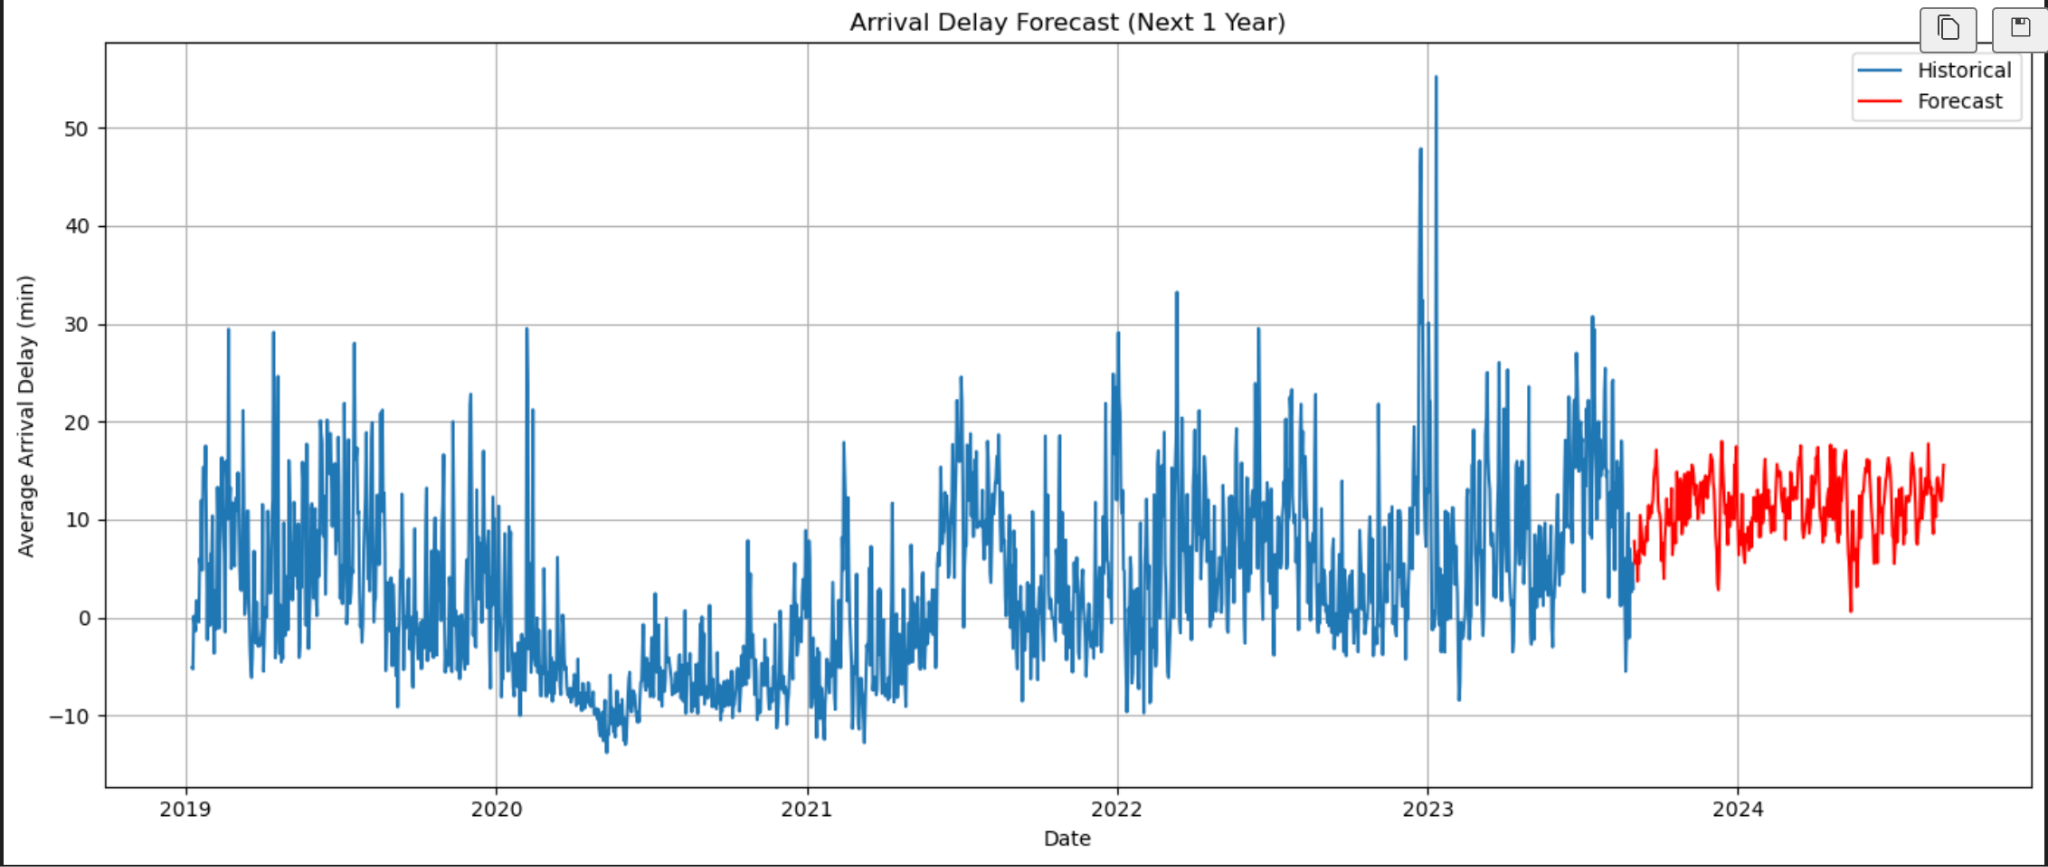 Arrival Delay Forecast (Next 1 Year)
Historical
Forecast
50
40
30
20
10
0
−10
Average Arrival Delay (min)
2019 2020 2021 2022 2023 2024
Date